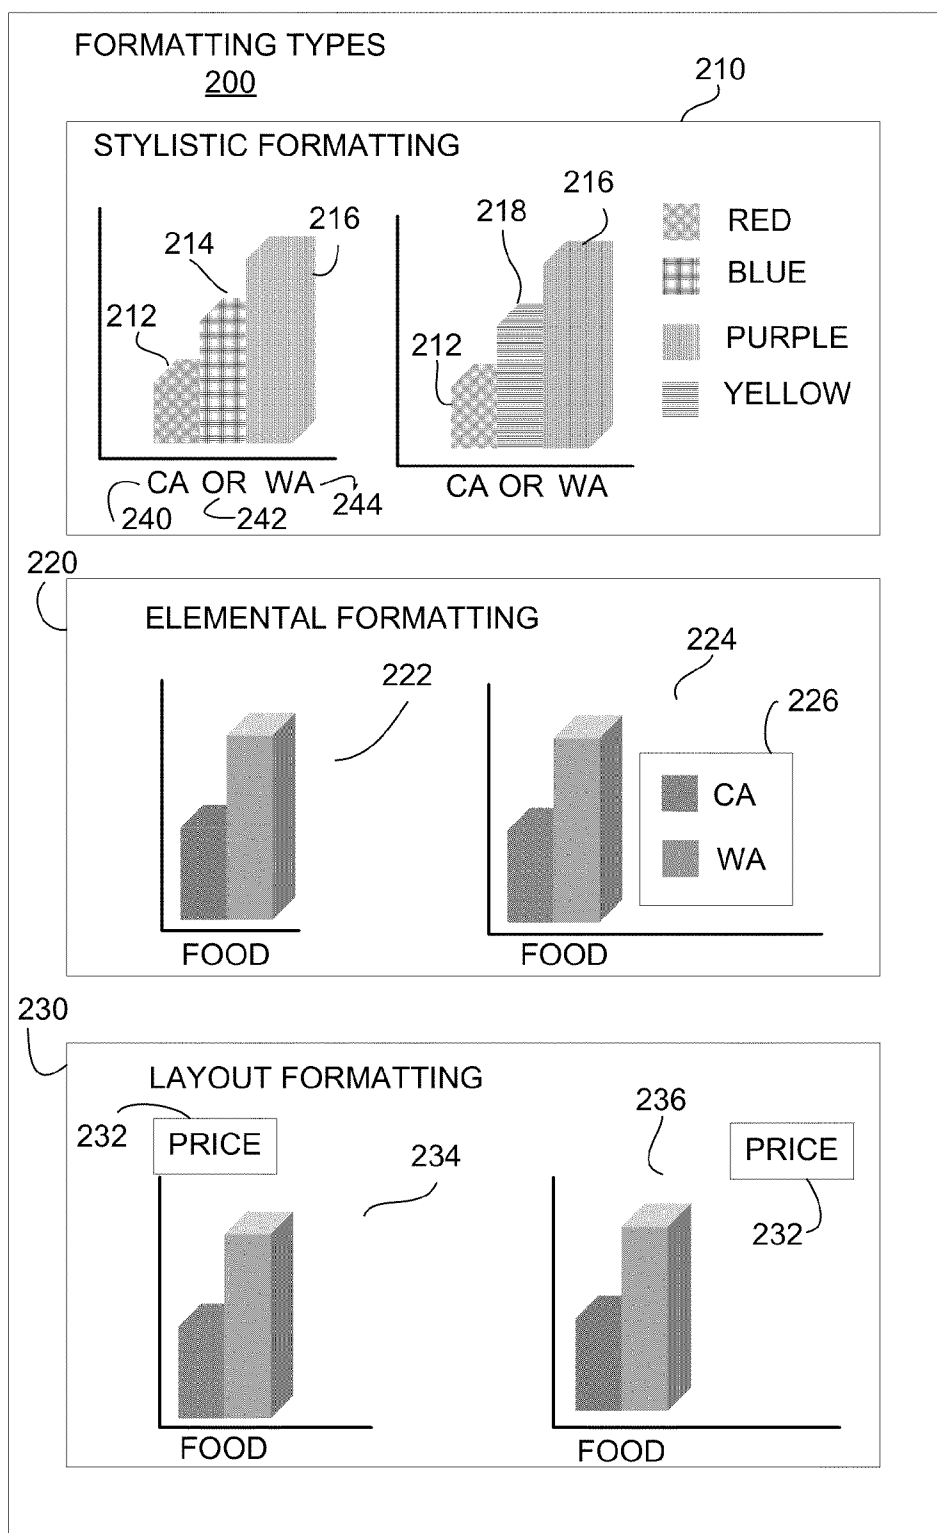 FORMATTING TYPES
200
210
STYLISTIC FORMATTING
216
218
216
214
212
212
RED
BLUE
PURPLE
YELLOW
CA OR WA
240
242
244
CA OR WA
220
ELEMENTAL FORMATTING
222
224
226
CA
WA
FOOD
FOOD
230
LAYOUT FORMATTING
232
PRICE
234
236
PRICE
232
FOOD
FOOD